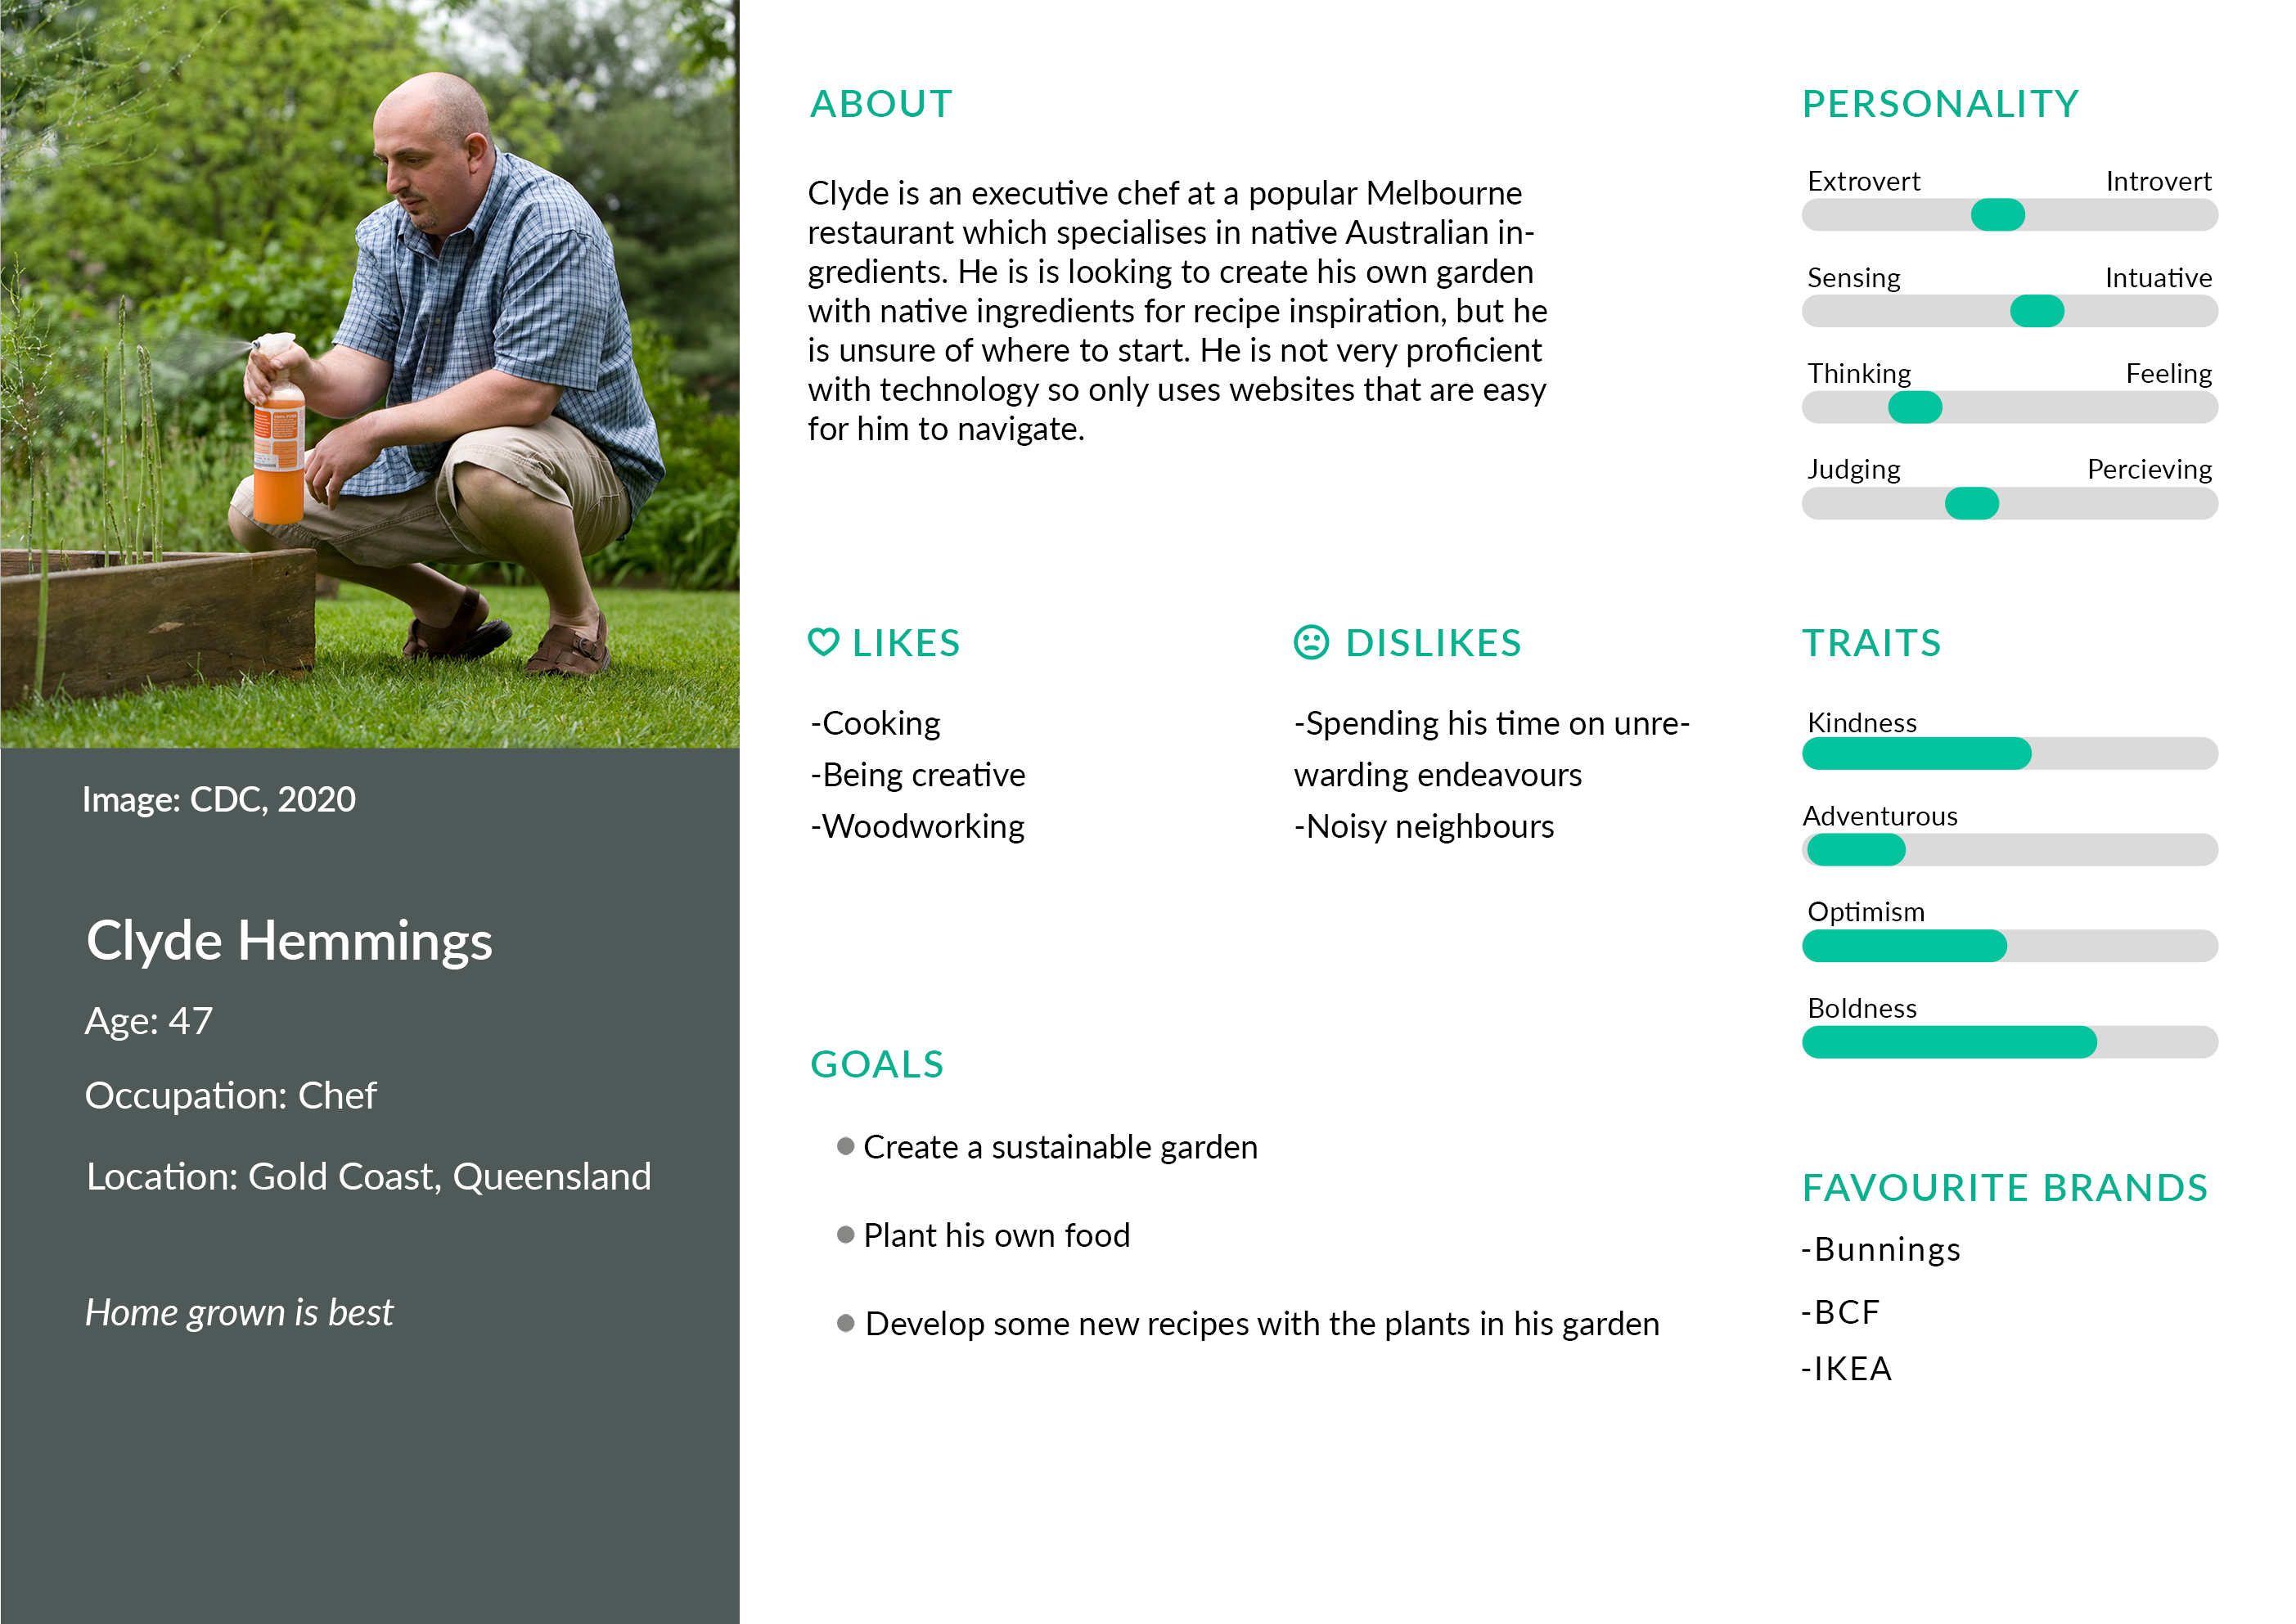 Image: CDC, 2020
Clyde Hemmings
Age: 47
Occupation: Chef
Location: Gold Coast, Queensland
Home grown is best
ABOUT
Clyde is an executive chef at a popular Melbourne
restaurant which specialises in native Australian in-
gredients. He is is looking to create his own garden
with native ingredients for recipe inspiration, but he
is unsure of where to start. He is not very proficient
with technology so only uses websites that are easy
for him to navigate.
LIKES
-Cooking
-Being creative
-Woodworking
DISLIKES
-Spending his time on unre-
warding endeavours
-Noisy neighbours
GOALS
Create a sustainable garden
Plant his own food
Develop some new recipes with the plants in his garden
PERSONALITY
Extrovert Introvert
Sensing Intuative
Thinking Feeling
Judging Percieving
TRAITS
Kindness
Adventurous
Optimism
Boldness
FAVOURITE BRANDS
-Bunnings
-BCF
-IKEA